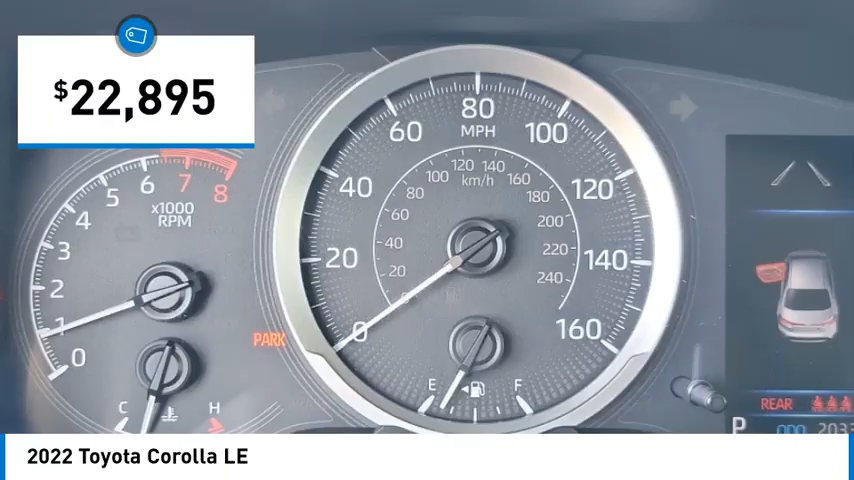 $22,895
80
MPH
60
100
40
120
20
140
0
160
120 140
100 km/h 160
80
180
60
200
40
220
20
240
6
7
8
5
4
3
2
1
0
x1000
RPM
PARK
C
H
E
F
REAR
P
ODO
2022 Toyota Corolla LE